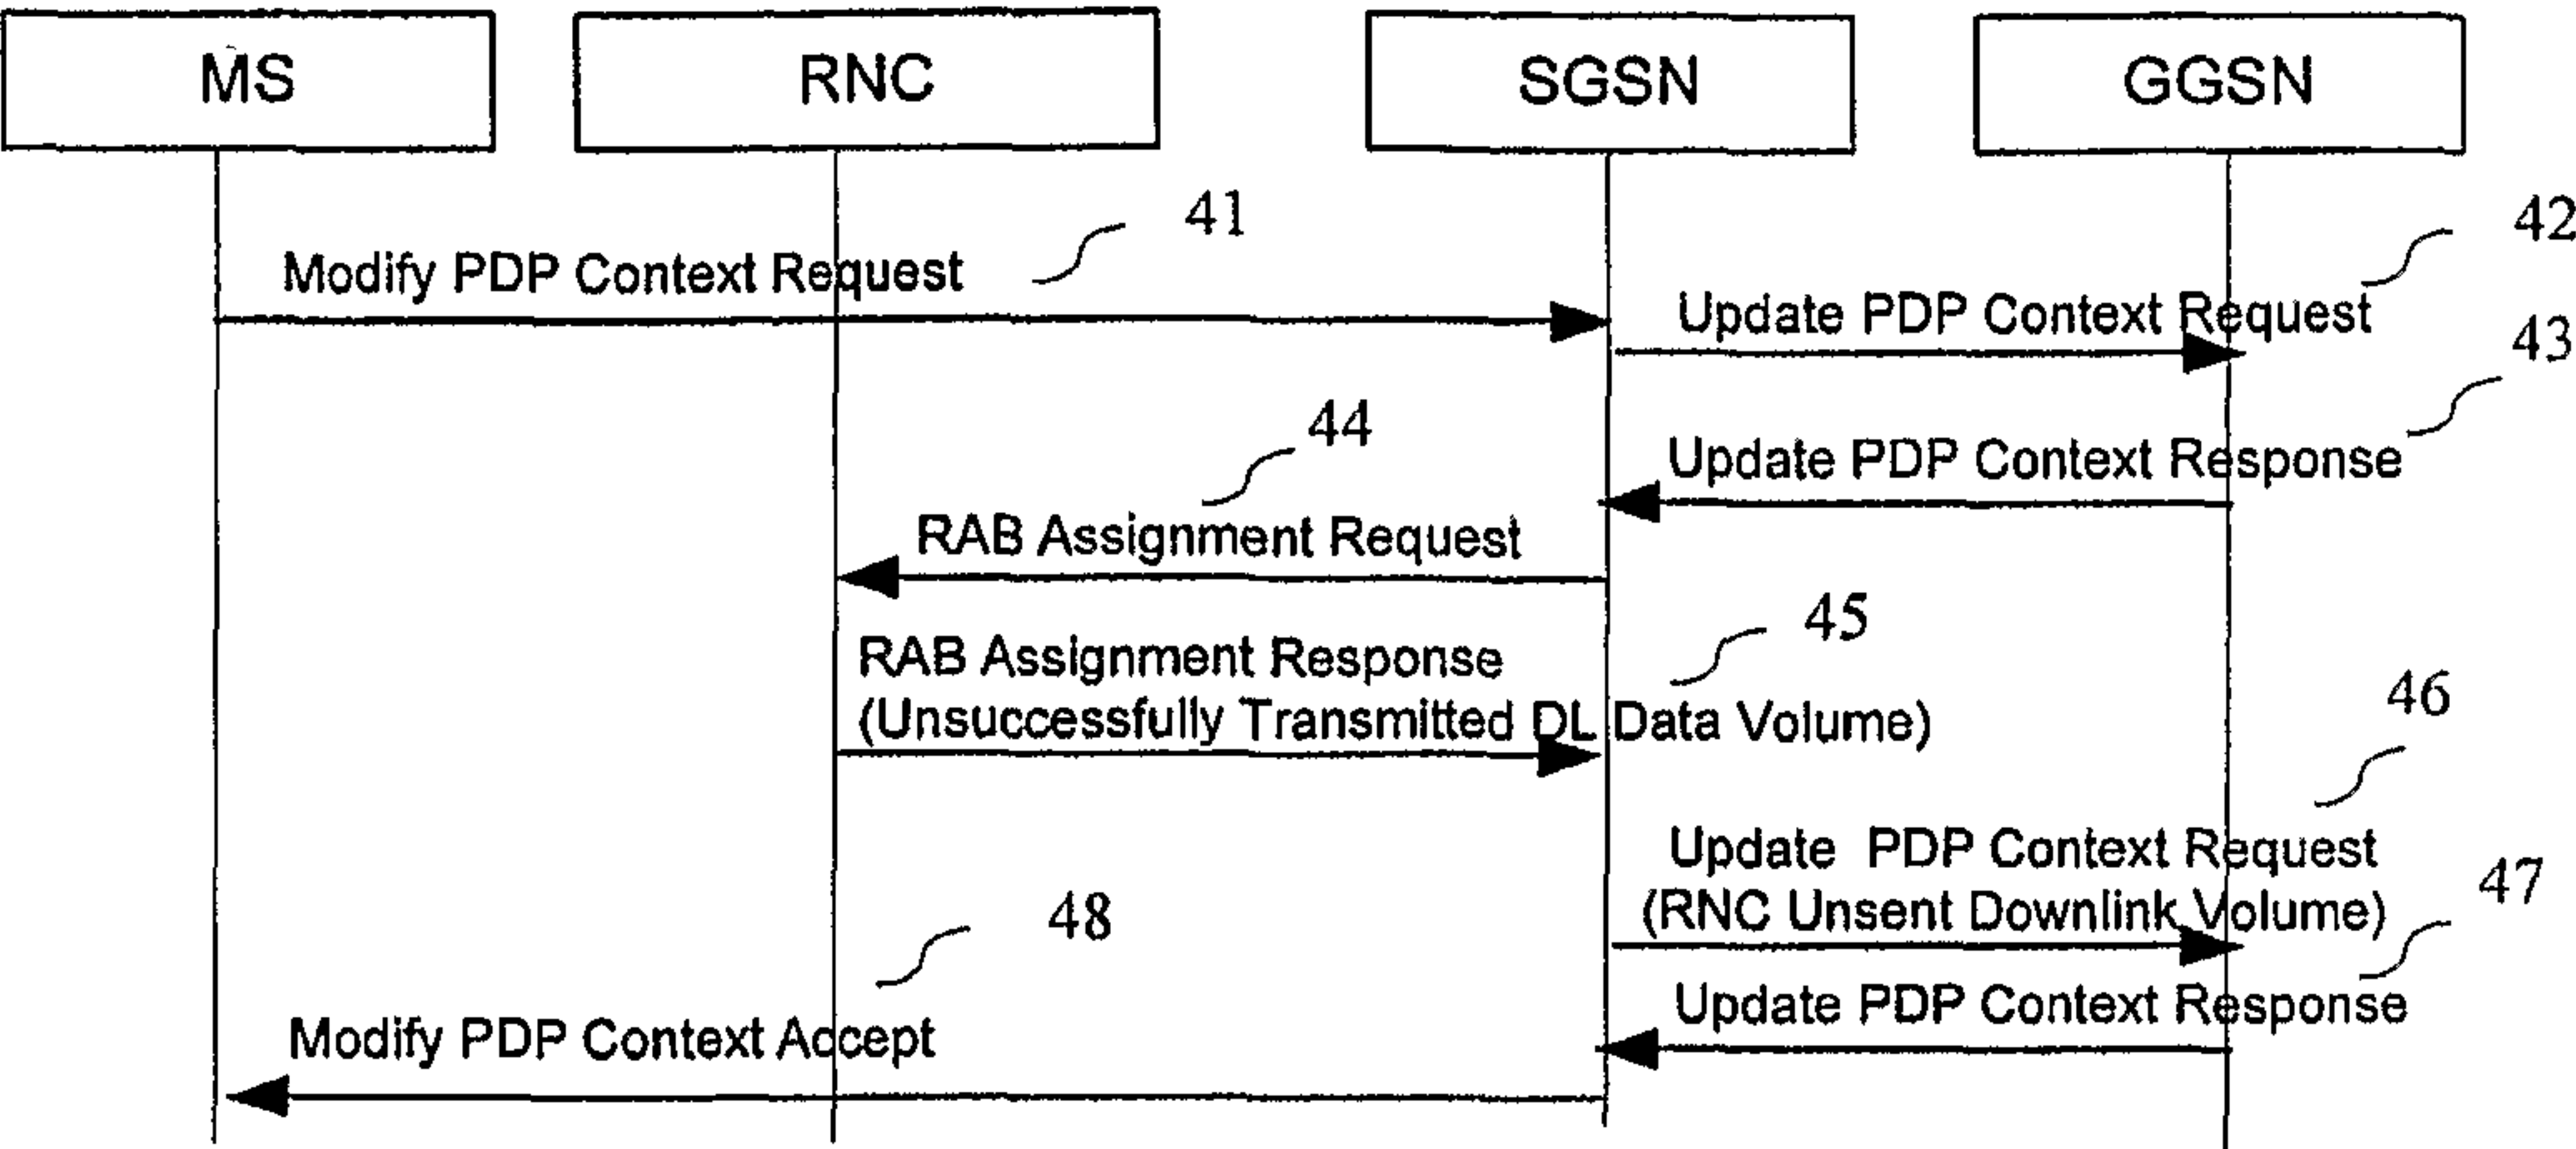 MS
RNC
SGSN
GGSN
41
42
Modify PDP Context Request
Update PDP Context Request
43
44
Update PDP Context Response
RAB Assignment Request
45
RAB Assignment Response
(Unsuccessfully Transmitted DL Data Volume)
46
Update PDP Context Request
(RNC Unsent Downlink Volume)
47
48
Update PDP Context Response
Modify PDP Context Accept